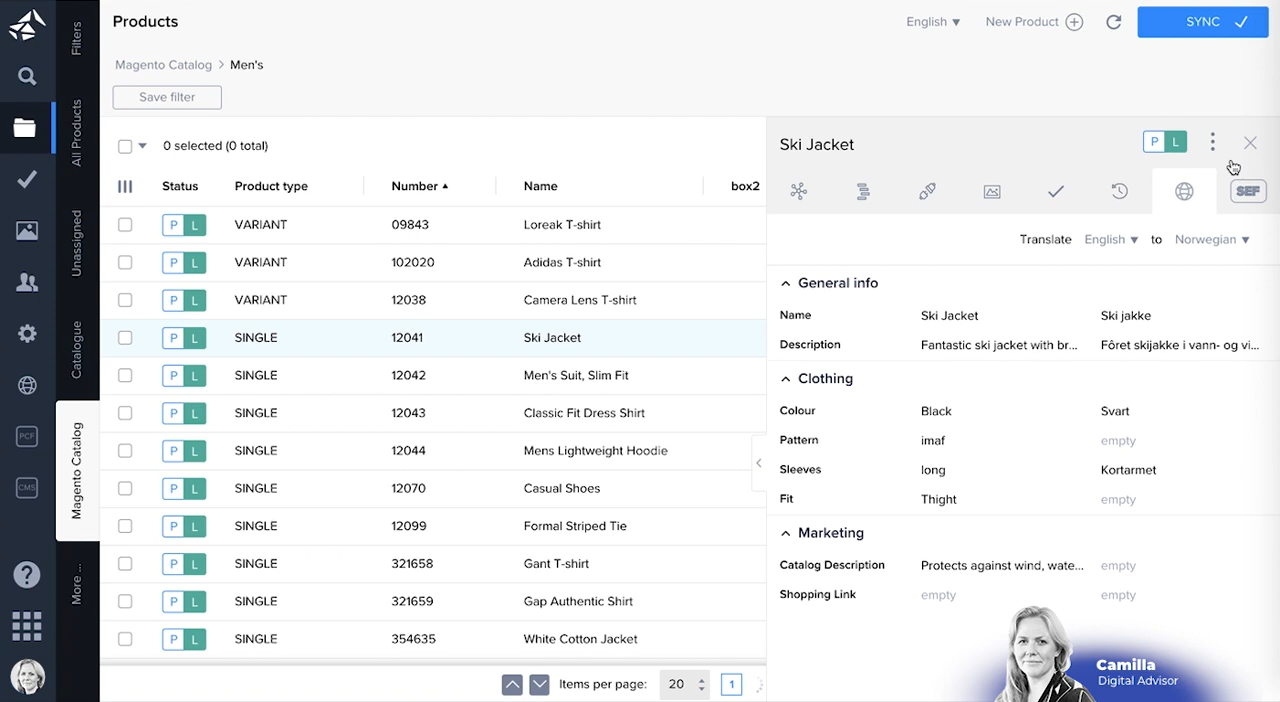 Products
English
New Product
SYNC
Magento Catalog > Men's
Save filter
Filters
All Products
Unassigned
Catalogue
Magento Catalog
More ...
PCF
CMS
0 selected (0 total)
Status Product type Number Name box2
P L VARIANT 09843 Loreak T-shirt
P L VARIANT 102020 Adidas T-shirt
P L VARIANT 12038 Camera Lens T-shirt
P L SINGLE 12041 Ski Jacket
P L SINGLE 12042 Men's Suit, Slim Fit
P L SINGLE 12043 Classic Fit Dress Shirt
P L SINGLE 12044 Mens Lightweight Hoodie
P L SINGLE 12070 Casual Shoes
P L SINGLE 12099 Formal Striped Tie
P L SINGLE 321658 Gant T-shirt
P L SINGLE 321659 Gap Authentic Shirt
P L SINGLE 354635 White Cotton Jacket
Items per page: 20 1
Ski Jacket
P L
SEF
Translate English to Norwegian
General info
Name Ski Jacket Ski jakke
Description Fantastic ski jacket with br... Fôret skijakke i vann- og vi...
Clothing
Colour Black Svart
Pattern imaf empty
Sleeves long Kortarmet
Fit Thight empty
Marketing
Catalog Description Protects against wind, wate... empty
Shopping Link empty empty
Camilla
Digital Advisor